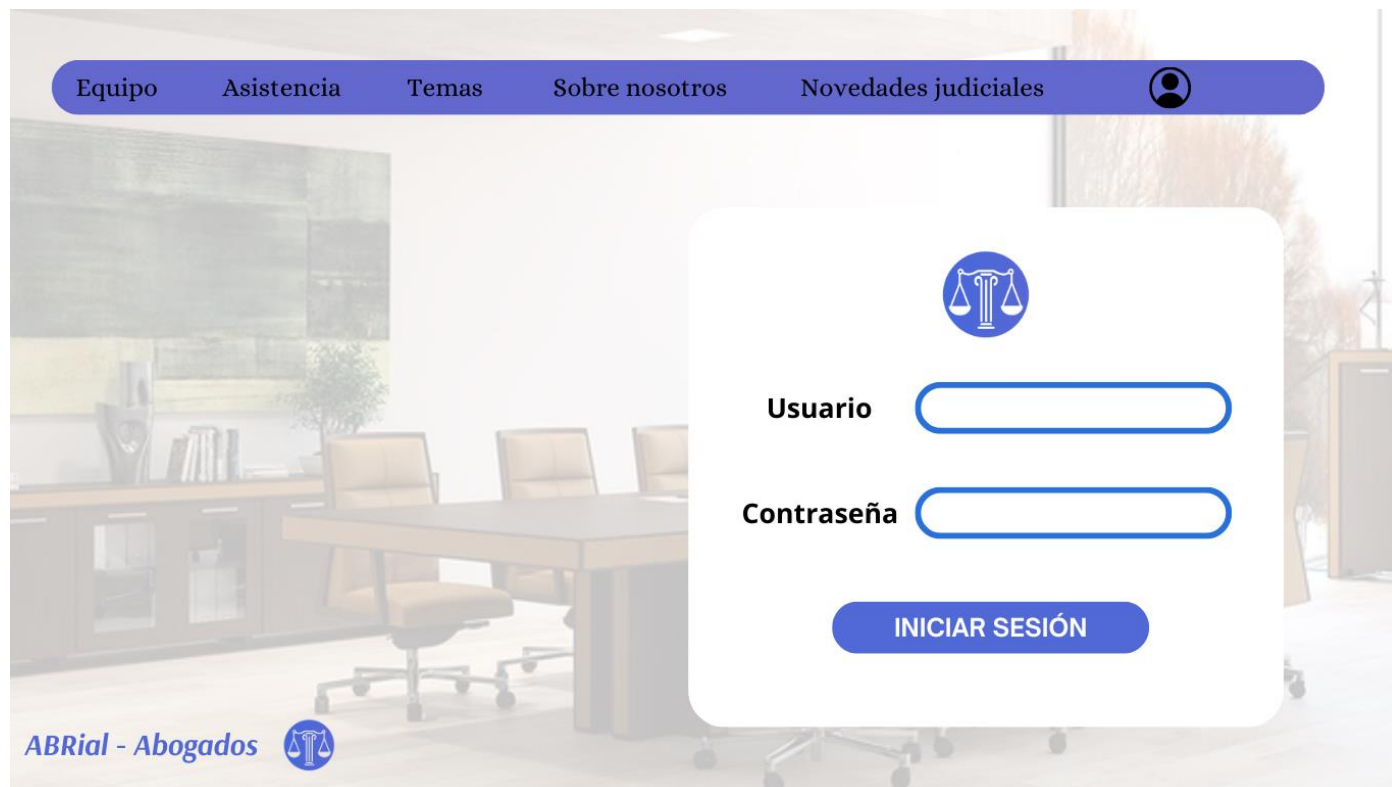 Equipo Asistencia Temas Sobre nosotros Novedades judiciales
Usuario
Contraseña
INICIAR SESIÓN
ABRial - Abogados